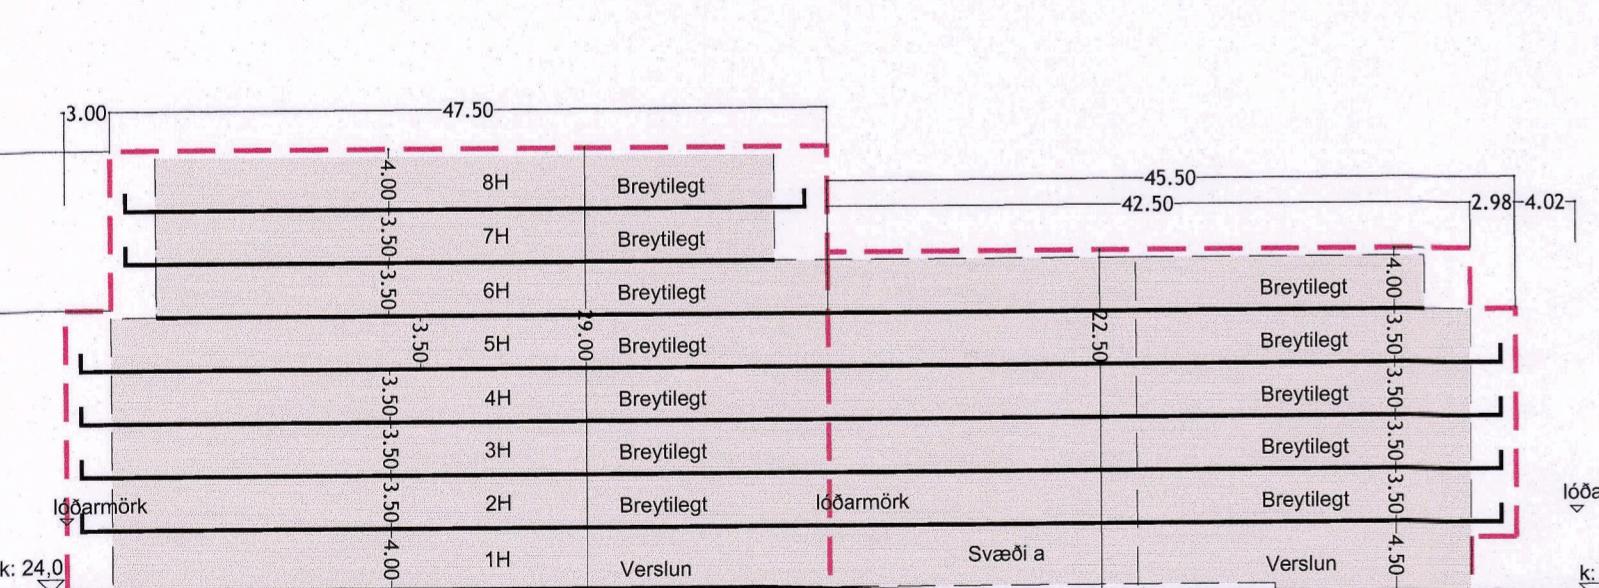 3.00 47.50
4.00 8H Breytilegt 45.50
42.50 2.98 4.02
3.50 7H Breytilegt
3.50 6H Breytilegt Breytilegt 4.00
3.50 29.00 5H Breytilegt 22.50 Breytilegt 3.50
3.50 4H Breytilegt Breytilegt 3.50
3.50 3H Breytilegt Breytilegt 3.50
lóðarmörk 3.50 2H Breytilegt lóðarmörk Breytilegt 3.50 lóða
k: 24,0 4.00 1H Verslun Svæði a Verslun 4.50 k: